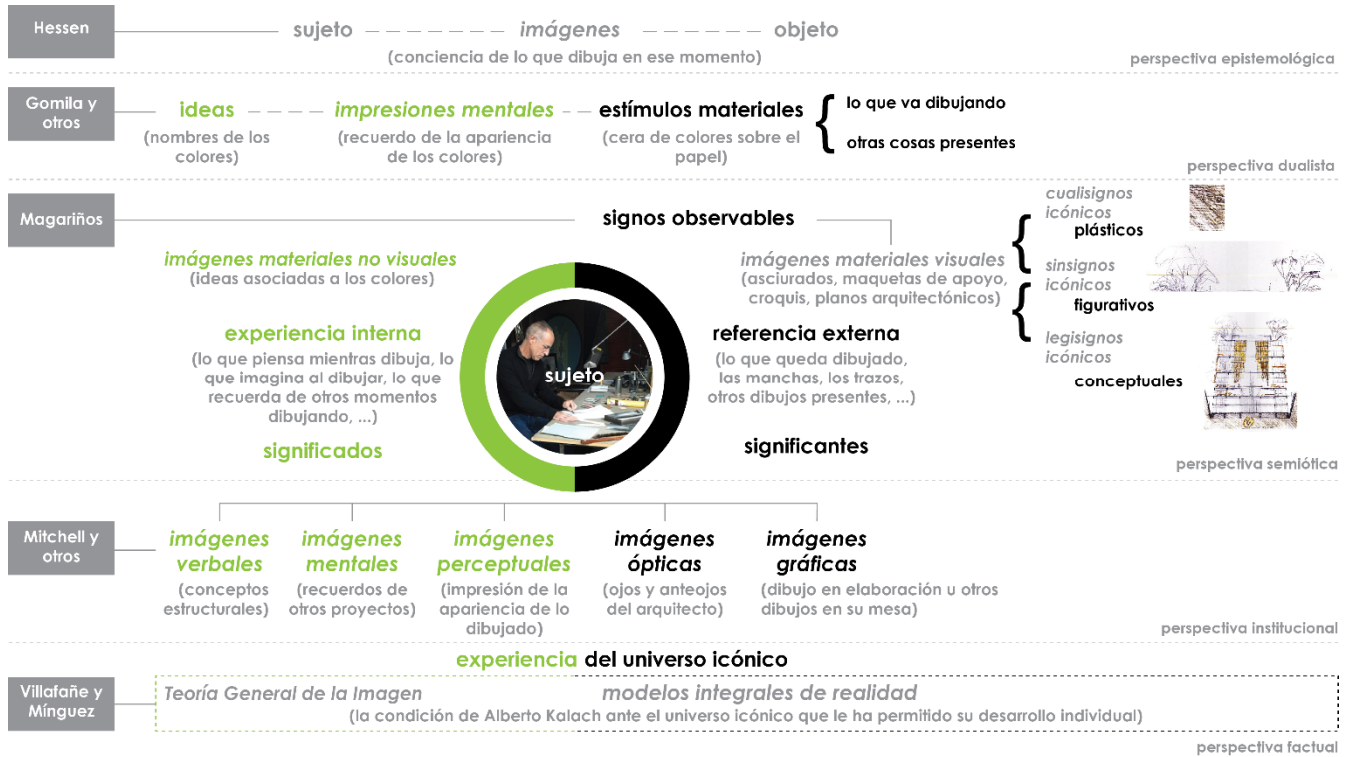 Hessen
sujeto imágenes objeto
(conciencia de lo que dibuja en ese momento)
perspectiva epistemológica
Gomila y
otros
ideas impresiones mentales estímulos materiales
(nombres de los
colores)
(recuerdo de la apariencia
de los colores)
(cera de colores sobre el
papel)
lo que va dibujando
otras cosas presentes
perspectiva dualista
Magariños
signos observables
imágenes materiales no visuales
(ideas asociadas a los colores)
experiencia interna
(lo que piensa mientras dibuja, lo
que imagina al dibujar, lo que
recuerda de otros momentos
dibujando, ...)
significados
sujeto
imágenes materiales visuales
(asciurados, maquetas de apoyo,
croquis, planos arquitectónicos)
referencia externa
(lo que queda dibujado,
las manchas, los trazos,
otros dibujos presentes, ...)
significantes
cualisignos
icónicos
plásticos
sinsignos
icónicos
figurativos
legisignos
icónicos
conceptuales
perspectiva semiótica
Mitchell y
otros
imágenes
verbales
(conceptos
estructurales)
imágenes
mentales
(recuerdos de
otros proyectos)
imágenes
perceptuales
(impresión de la
apariencia de lo
dibujado)
imágenes
ópticas
(ojos y anteojos
del arquitecto)
imágenes
gráficas
(dibujo en elaboración u otros
dibujos en su mesa)
perspectiva institucional
experiencia del universo icónico
Villafañe y
Mínguez
Teoría General de la Imagen modelos integrales de realidad
(la condición de Alberto Kalach ante el universo icónico que le ha permitido su desarrollo individual)
perspectiva factual